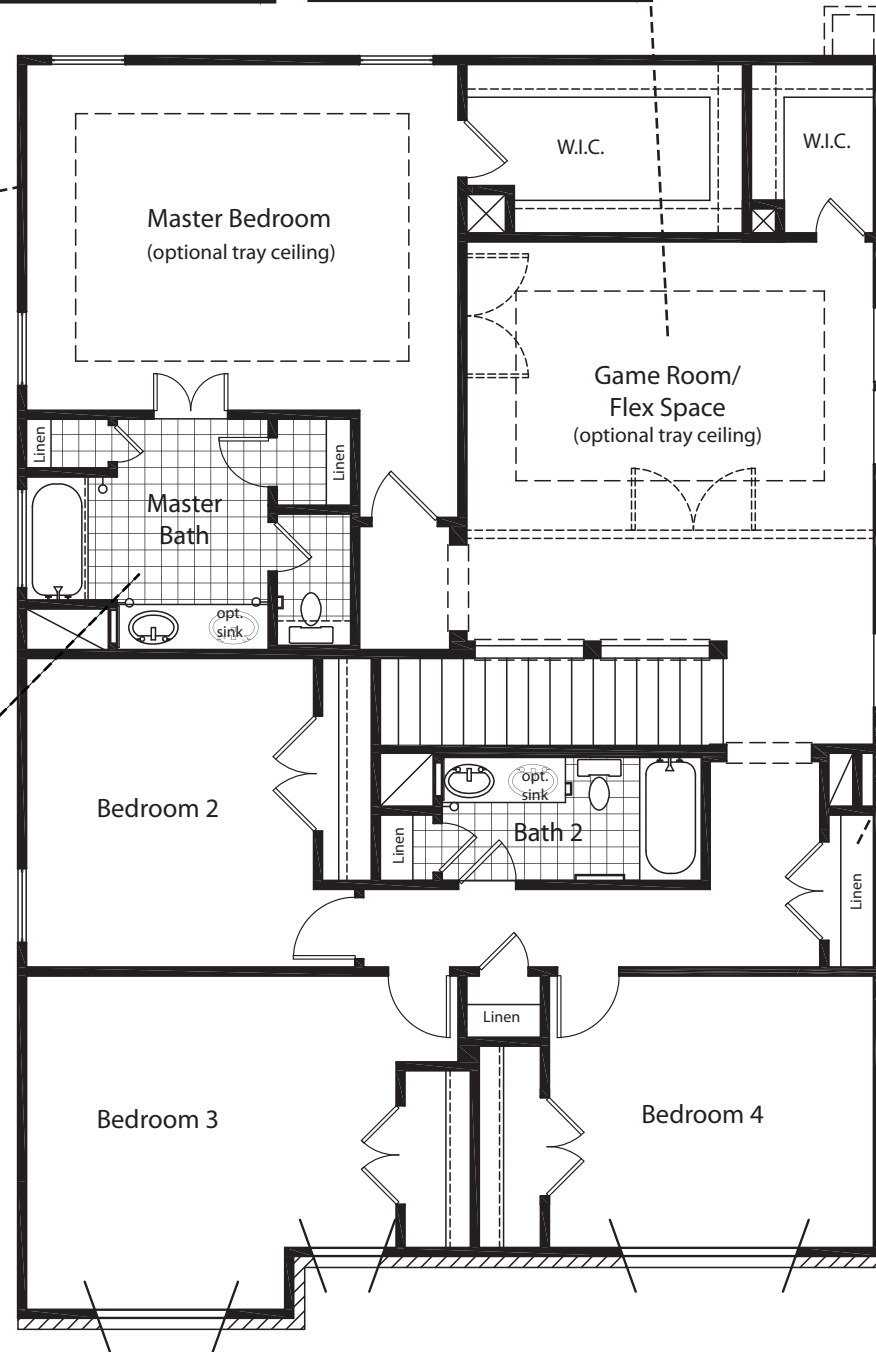 W.I.C.
W.I.C.
Master Bedroom
(optional tray ceiling)
Game Room/
Flex Space
(optional tray ceiling)
Linen
Linen
Master
Bath
opt.
sink
Bedroom 2
opt.
sink
Bath 2
Linen
Linen
Linen
Bedroom 3
Bedroom 4